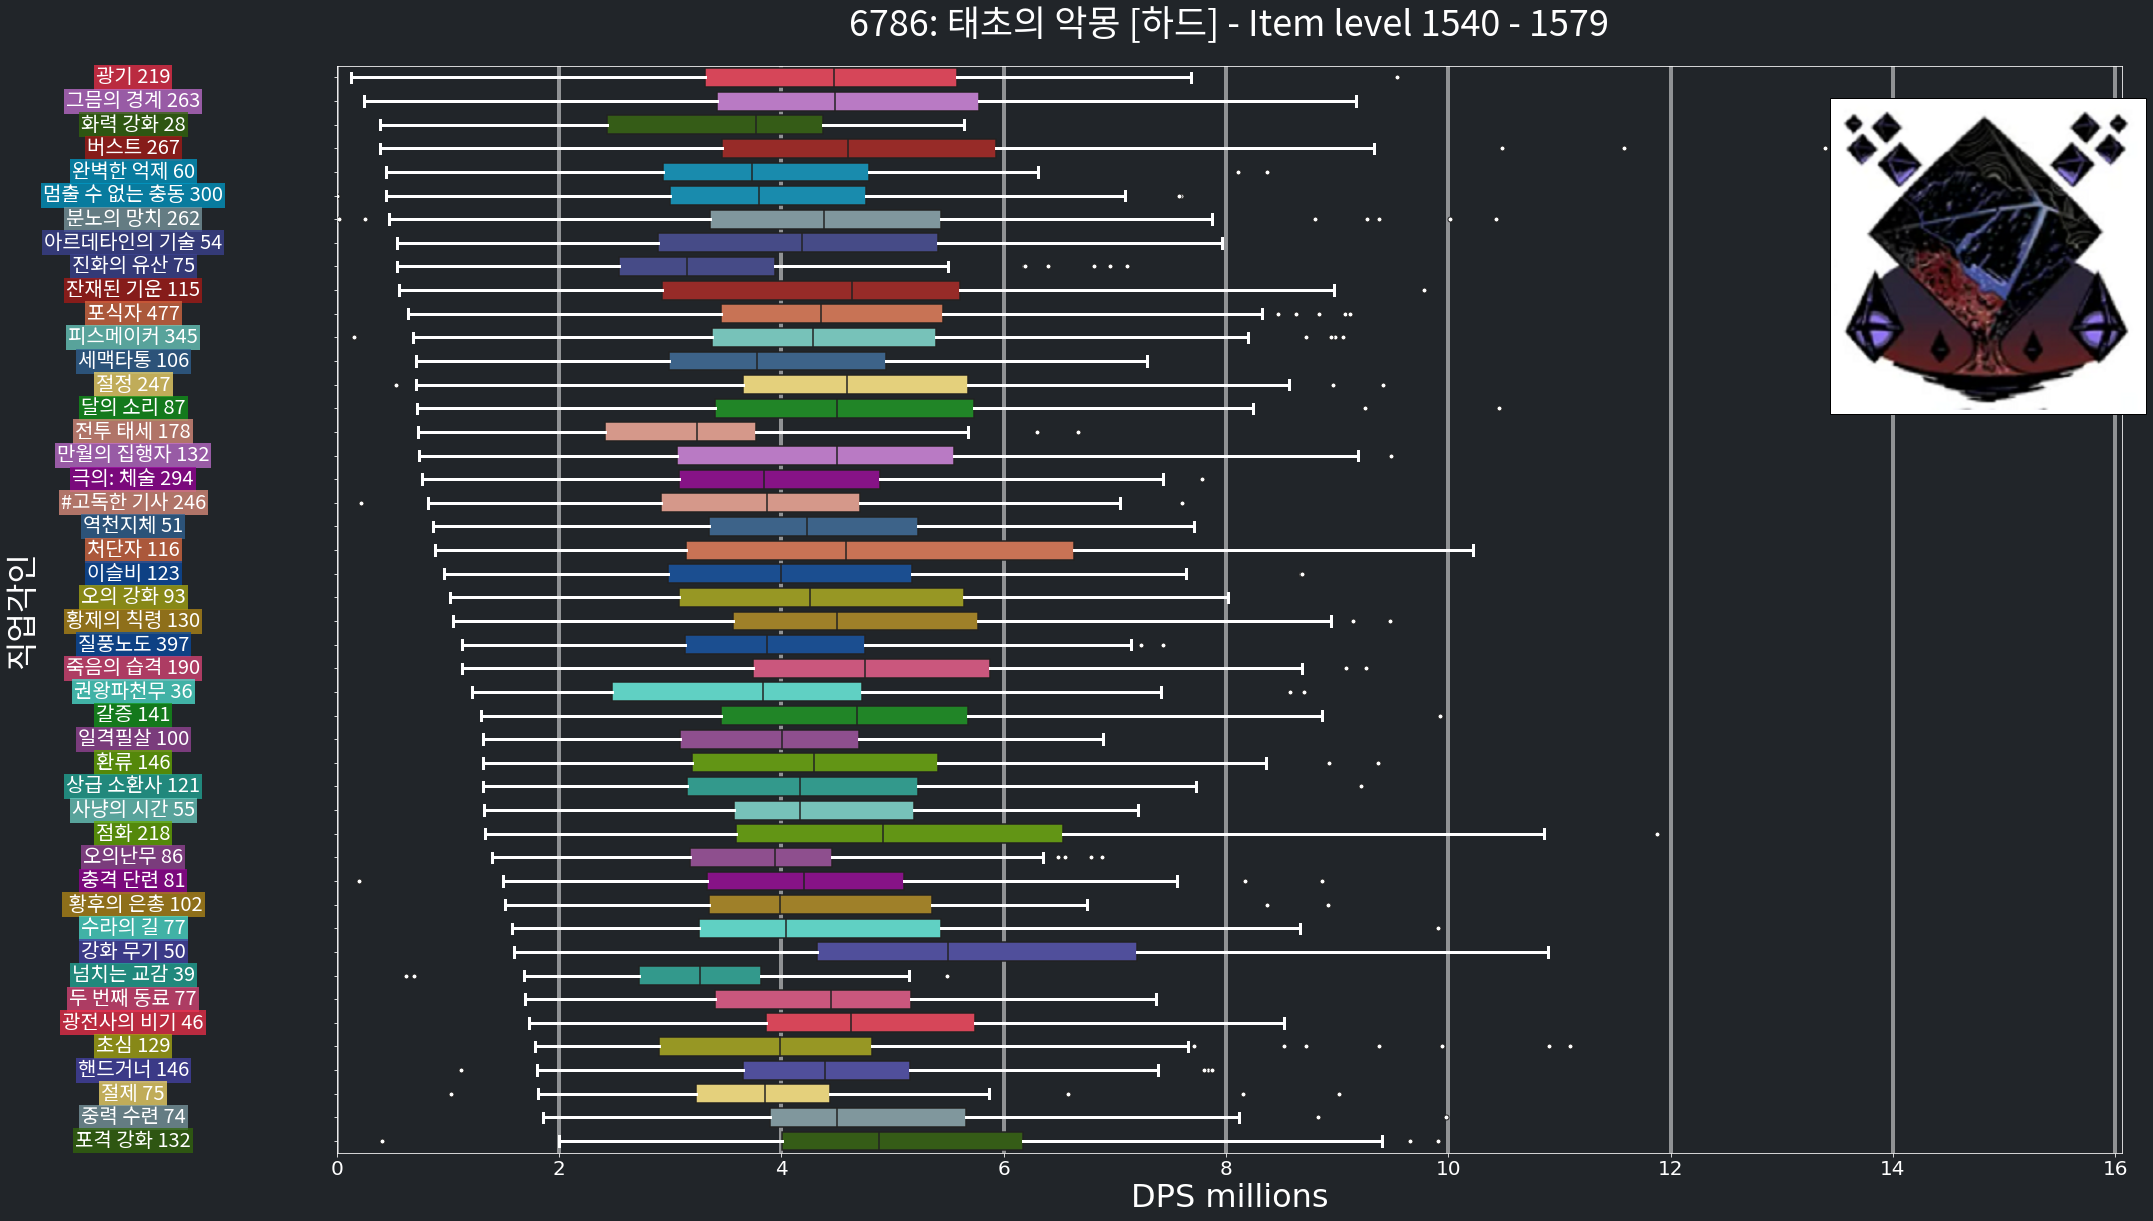 6786: 태초의 악몽 [하드] - Item level 1540 - 1579
직업각인
광기 219
그믐의 경계 263
화력 강화 28
버스트 267
완벽한 억제 60
멈출 수 없는 충동 300
분노의 망치 262
아르데타인의 기술 54
진화의 유산 75
잔재된 기운 115
포식자 477
피스메이커 345
세맥타통 106
절정 247
달의 소리 87
전투 태세 178
만월의 집행자 132
극의: 체술 294
#고독한 기사 246
역천지체 51
처단자 116
이슬비 123
오의 강화 93
황제의 칙령 130
질풍노도 397
죽음의 습격 190
권왕파천무 36
갈증 141
일격필살 100
환류 146
상급 소환사 121
사냥의 시간 55
점화 218
오의난무 86
충격 단련 81
황후의 은총 102
수라의 길 77
강화 무기 50
넘치는 교감 39
두 번째 동료 77
광전사의 비기 46
초심 129
핸드거너 146
절제 75
중력 수련 74
포격 강화 132
0 2 4 6 8 10 12 14 16
DPS millions